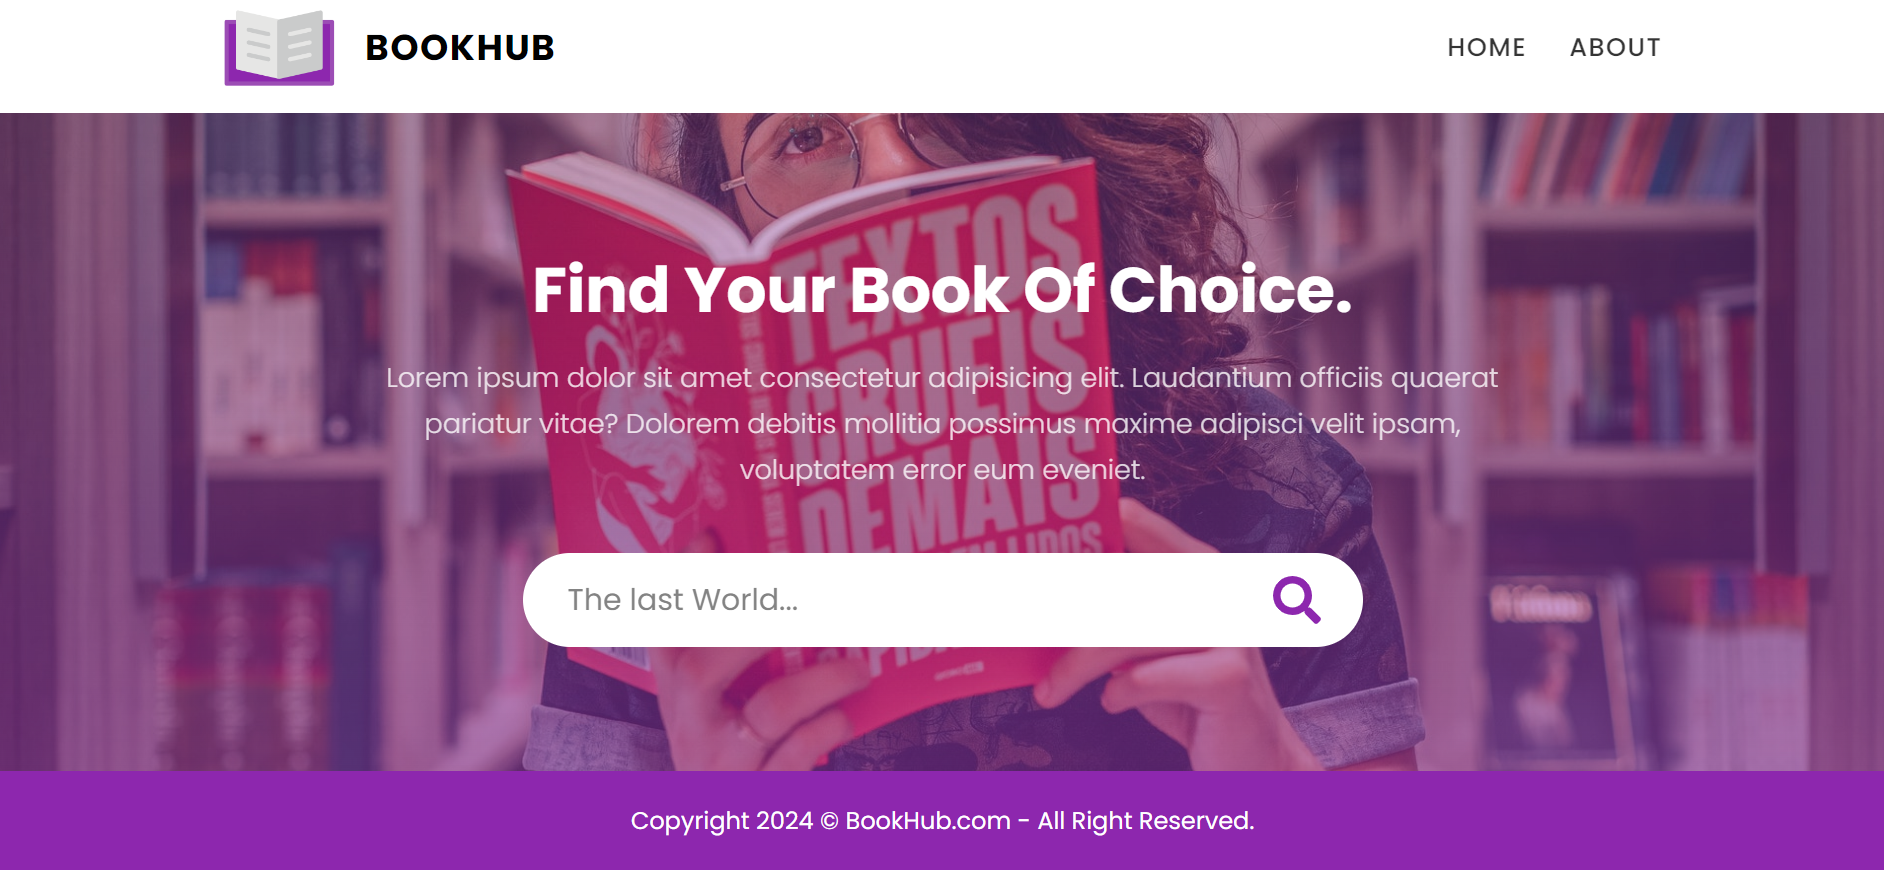 BOOKHUB
HOME
ABOUT
TEXTOS
CRUEIS
DEMAIS
Find Your Book Of Choice.
Lorem ipsum dolor sit amet consectetur adipisicing elit. Laudantium officiis quaerat
pariatur vitae? Dolorem debitis mollitia possimus maxime adipisci velit ipsam,
voluptatem error eum eveniet.
LIDOS
The last World...
Copyright 2024 © BookHub.com - All Right Reserved.